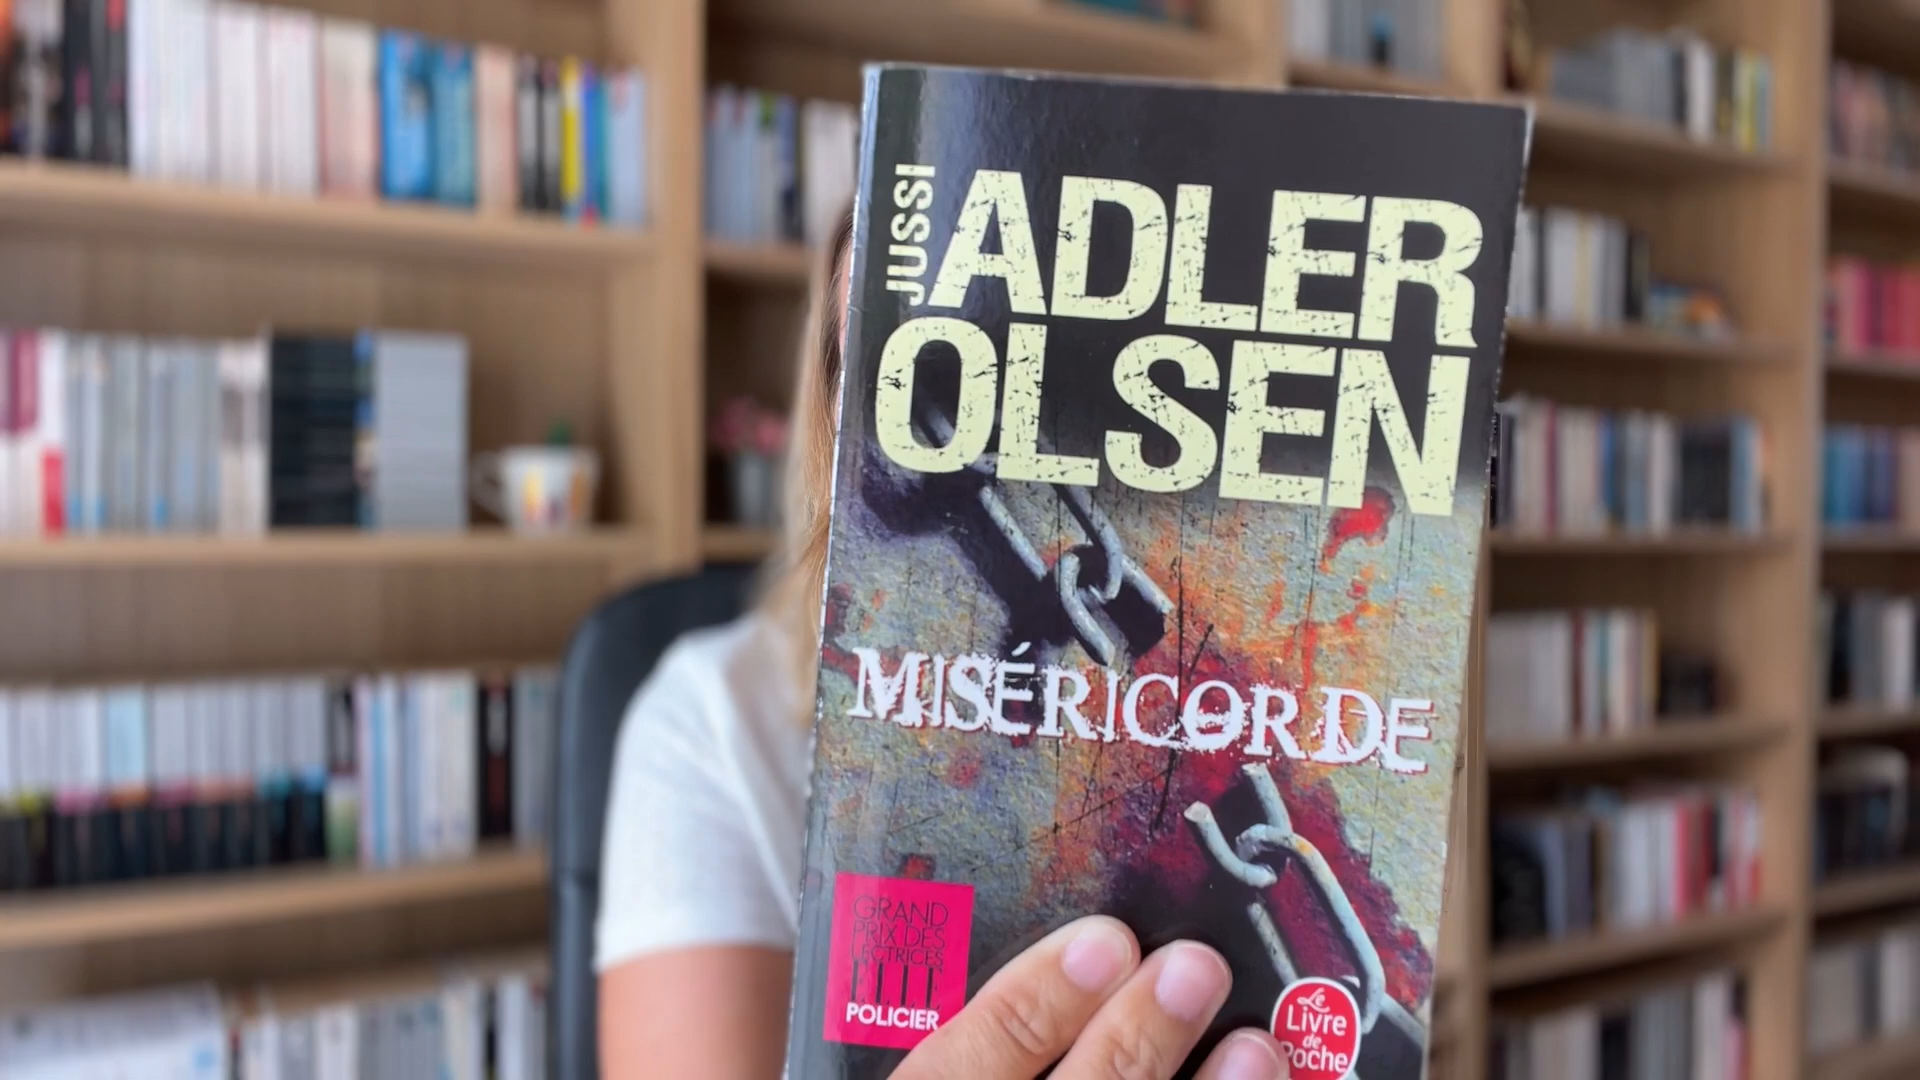 JUSSI
ADLER
OLSEN
MISÉRICORDE
GRAND
PRIX DES
LECTRICES
ELLE
POLICIER
Le
Livre
de
Poche